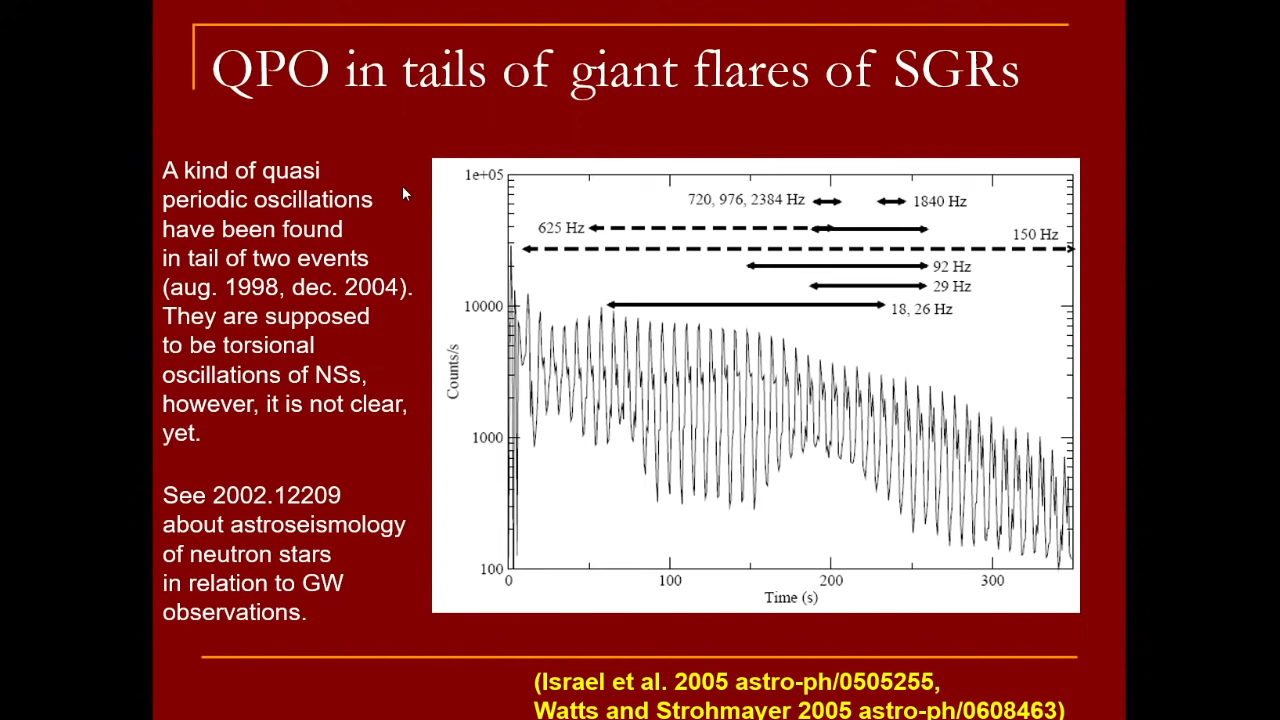 QPO in tails of giant flares of SGRs
A kind of quasi
periodic oscillations
have been found
in tail of two events
(aug. 1998, dec. 2004).
They are supposed
to be torsional
oscillations of NSs,
however, it is not clear,
yet.
See 2002.12209
about astroseismology
of neutron stars
in relation to GW
observations.
1e+05
720, 976, 2384 Hz
1840 Hz
625 Hz
150 Hz
92 Hz
29 Hz
10000
18, 26 Hz
Counts/s
1000
100
0
100
200
300
Time (s)
(Israel et al. 2005 astro-ph/0505255,
Watts and Strohmayer 2005 astro-ph/0608463)